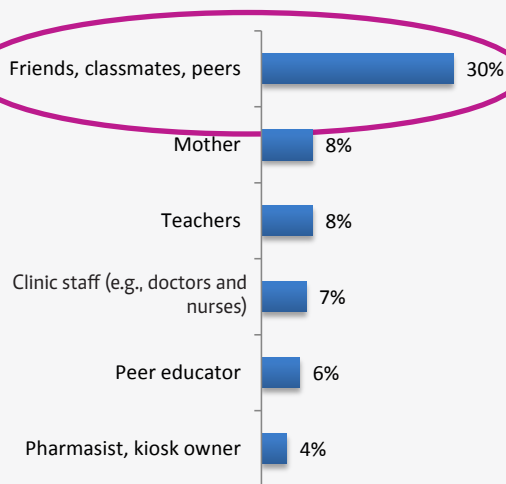 Friends, classmates, peers 30%
Mother 8%
Teachers 8%
Clinic staff (e.g., doctors and
nurses) 7%
Peer educator 6%
Pharmasist, kiosk owner 4%